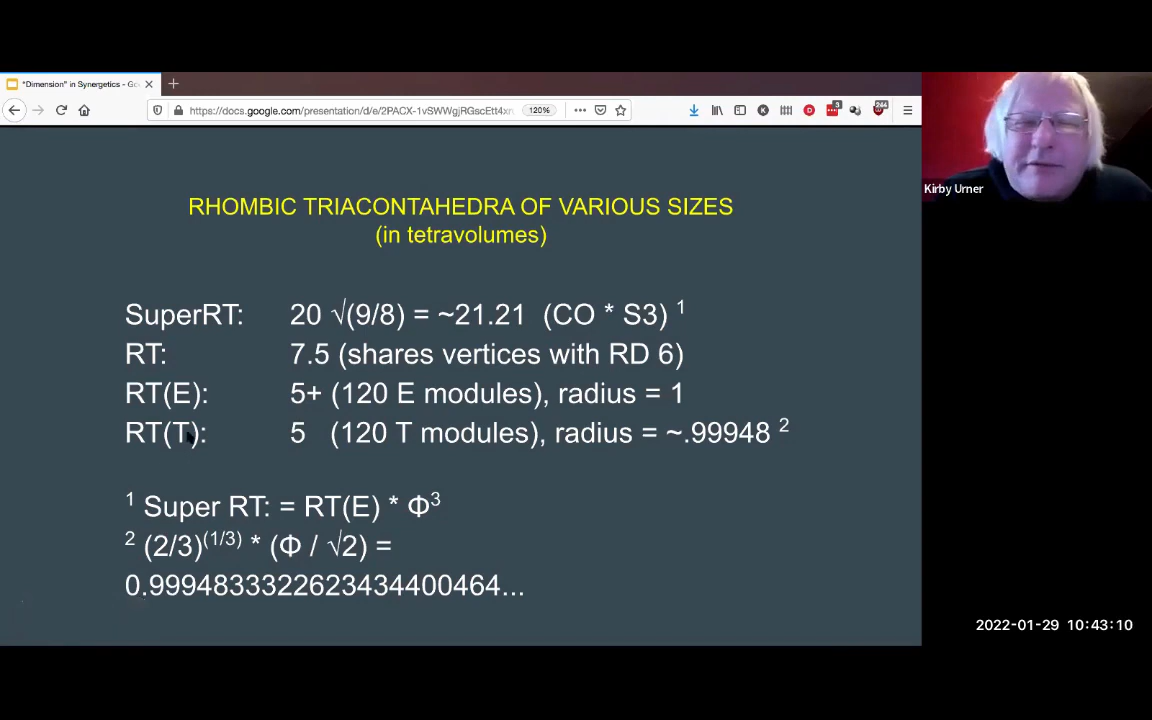 "Dimension" in Synergetics - Go
https://docs.google.com/presentation/d/e/2PACX-1vSWWgjRGscEtt4xn
120%
3
244
Kirby Urner
RHOMBIC TRIACONTAHEDRA OF VARIOUS SIZES
(in tetravolumes)
SuperRT: 20 √(9/8) = ~21.21 (CO * S3) 1
RT: 7.5 (shares vertices with RD 6)
RT(E): 5+ (120 E modules), radius = 1
RT(T): 5 (120 T modules), radius = ~.99948 2
1 Super RT: = RT(E) * Φ3
2 (2/3)(1/3) * (Φ / √2) =
0.9994833322623434400464...
2022-01-29 10:43:10